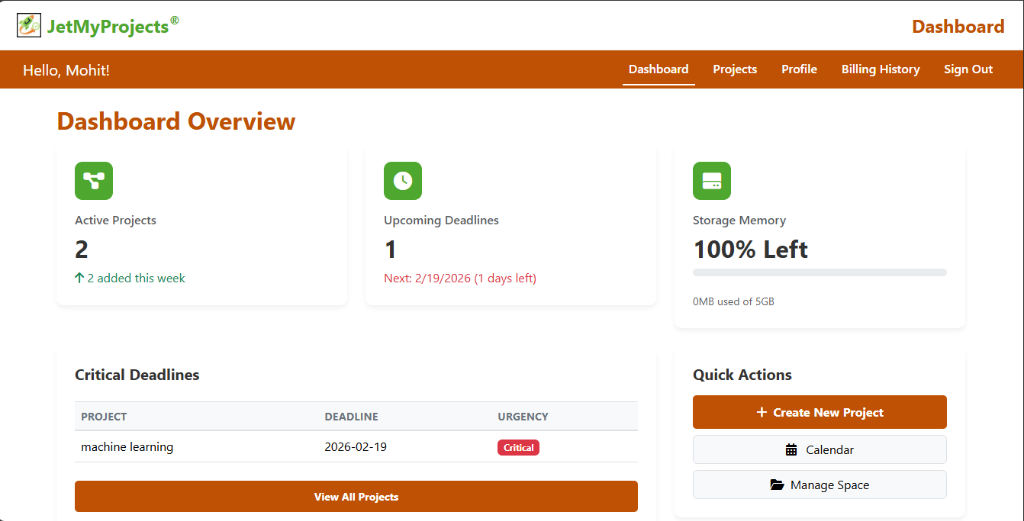 JetMyProjects®
Dashboard
Hello, Mohit!
Dashboard Projects Profile Billing History Sign Out
Dashboard Overview
Active Projects
2
2 added this week
Upcoming Deadlines
1
Next: 2/19/2026 (1 days left)
Storage Memory
100% Left
0MB used of 5GB
Critical Deadlines
PROJECT DEADLINE URGENCY
machine learning 2026-02-19 Critical
View All Projects
Quick Actions
+ Create New Project
Calendar
Manage Space